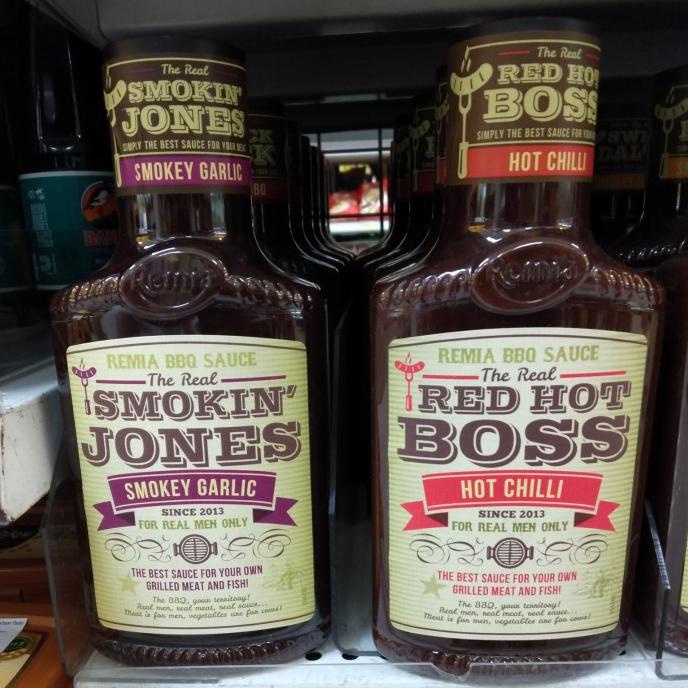 The Real
SMOKIN'
JONES
SIMPLY THE BEST SAUCE FOR YOUR MEAT
SMOKEY GARLIC
Remia
REMIA BBQ SAUCE
The Real
SMOKIN'
JONES
SMOKEY GARLIC
SINCE 2013
FOR REAL MEN ONLY
THE BEST SAUCE FOR YOUR OWN
GRILLED MEAT AND FISH!
The BBQ, your territory!
Real men, real meat, real sauce...
Meat is for men, vegetables are for cows!
The Real
RED HO
BOSS
SIMPLY THE BEST SAUCE FOR YOUR
HOT CHILLI
Remia
REMIA BBQ SAUCE
The Real
RED HOT
BOSS
HOT CHILLI
SINCE 2013
FOR REAL MEN ONLY
THE BEST SAUCE FOR YOUR OWN
GRILLED MEAT AND FISH!
The BBQ, your territory!
Real men, real meat, real sauce...
Meat is for men, vegetables are for cows!